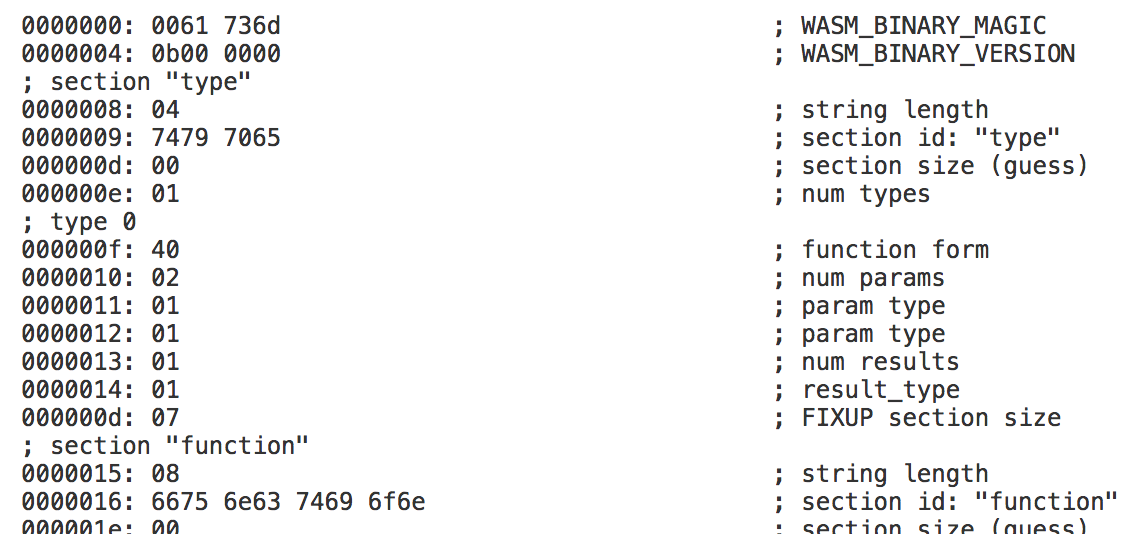 0000000: 0061 736d ; WASM_BINARY_MAGIC
0000004: 0b00 0000 ; WASM_BINARY_VERSION
; section "type"
0000008: 04 ; string length
0000009: 7479 7065 ; section id: "type"
000000d: 00 ; section size (guess)
000000e: 01 ; num types
; type 0
000000f: 40 ; function form
0000010: 02 ; num params
0000011: 01 ; param type
0000012: 01 ; param type
0000013: 01 ; num results
0000014: 01 ; result_type
000000d: 07 ; FIXUP section size
; section "function"
0000015: 08 ; string length
0000016: 6675 6e63 7469 6f6e ; section id: "function"
000001e: 00 ; section size (guess)